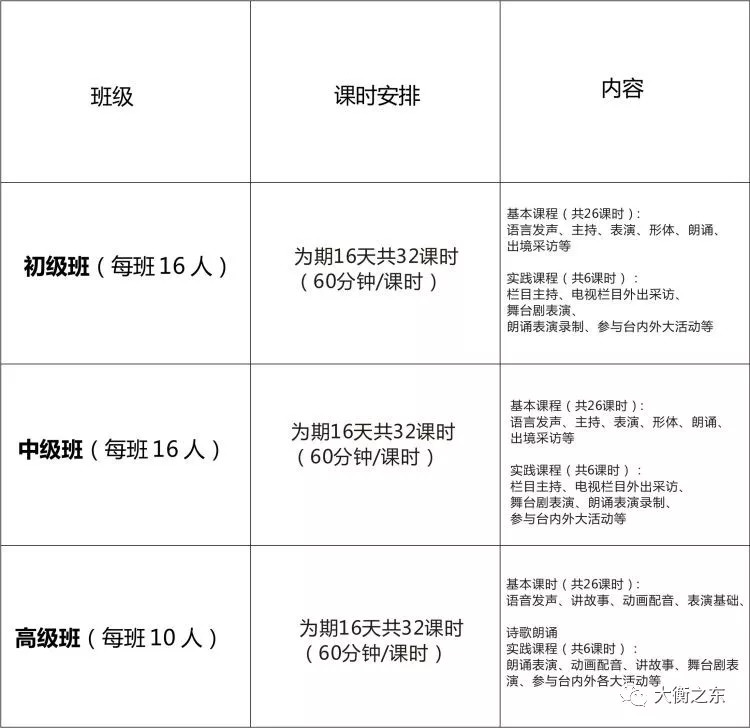 班级
课时安排
内容
初级班（每班16人）
为期16天共32课时
（60分钟/课时）
基本课程（共26课时）:
语言发声、主持、表演、形体、朗诵、
出境采访等
实践课程（共6课时）:
栏目主持、电视栏目外出采访、
舞台剧表演、
朗诵表演录制、参与台内外大活动等
中级班（每班16人）
为期16天共32课时
（60分钟/课时）
基本课程（共26课时）:
语言发声、主持、表演、形体、朗诵、
出境采访等
实践课程（共6课时）:
栏目主持、电视栏目外出采访、
舞台剧表演、朗诵表演录制、
参与台内外大活动等
高级班（每班10人）
为期16天共32课时
（60分钟/课时）
基本课时（共26课时）:
语音发声、讲故事、动画配音、表演基础、
诗歌朗诵
实践课程（共6课时）:
朗诵表演、动画配音、讲故事、舞台剧表
演、参与台内外各大活动等
大衡之东